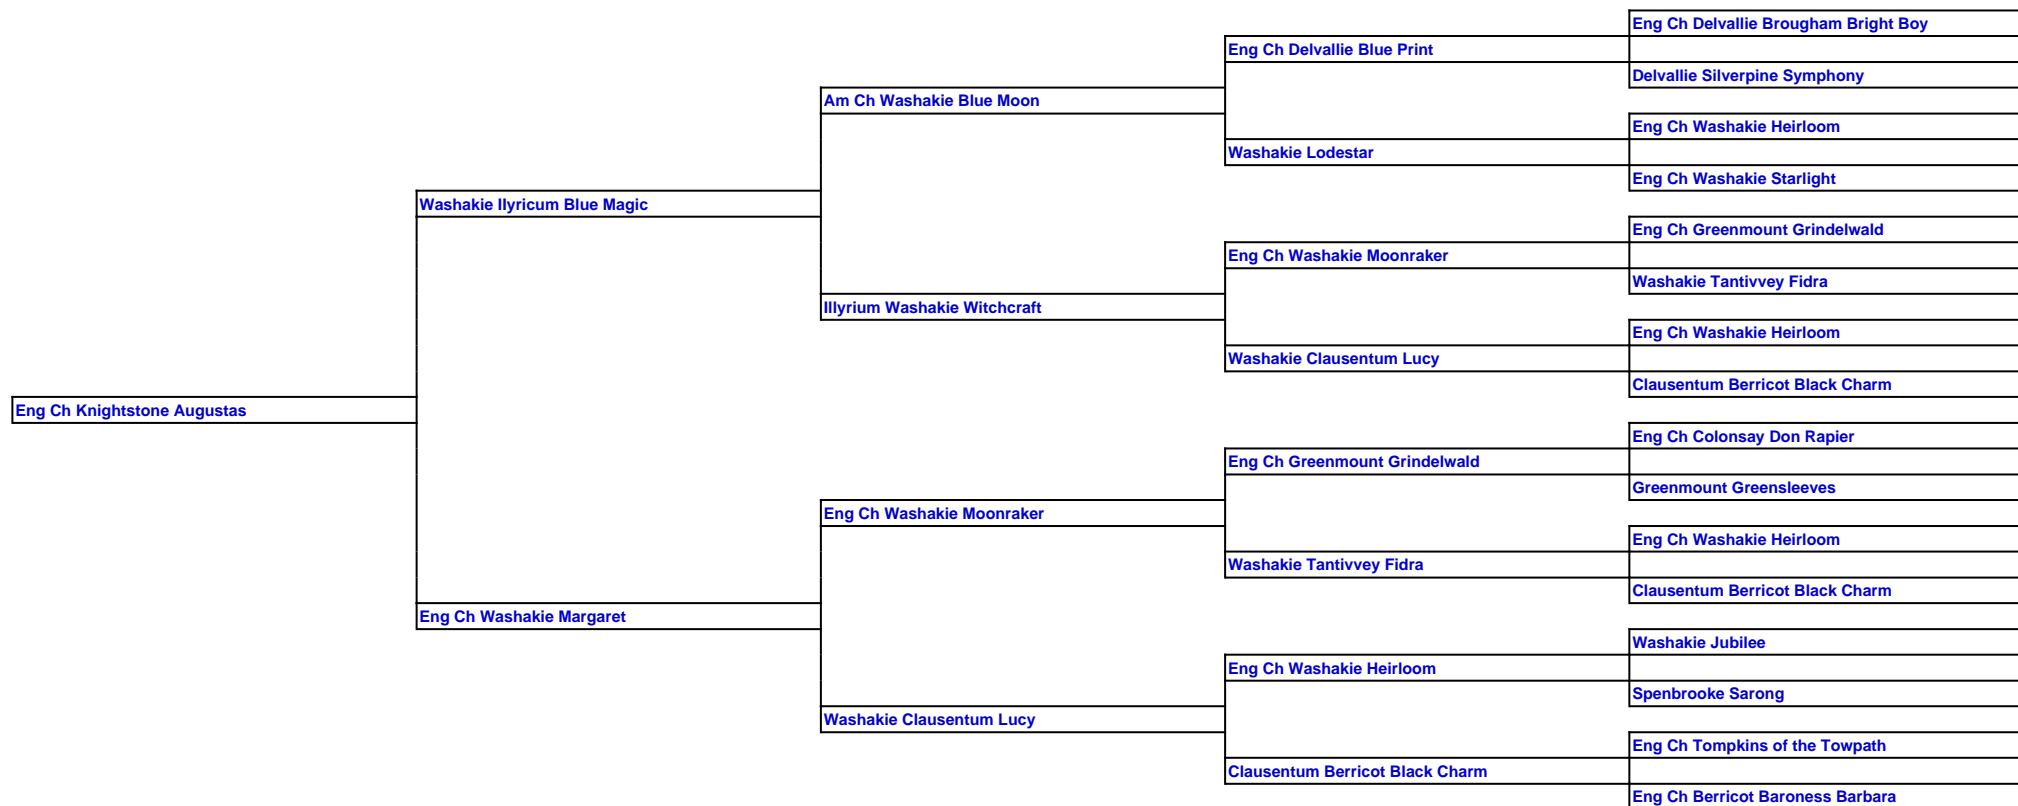 Eng Ch Delvallie Brougham Bright Boy
Eng Ch Delvallie Blue Print
Delvallie Silverpine Symphony
Am Ch Washakie Blue Moon
Eng Ch Washakie Heirloom
Washakie Lodestar
Eng Ch Washakie Starlight
Washakie Ilyricum Blue Magic
Eng Ch Greenmount Grindelwald
Eng Ch Washakie Moonraker
Washakie Tantivvey Fidra
Illyrium Washakie Witchcraft
Eng Ch Washakie Heirloom
Washakie Clausentum Lucy
Clausentum Berricot Black Charm
Eng Ch Knightstone Augustas
Eng Ch Colonsay Don Rapier
Eng Ch Greenmount Grindelwald
Greenmount Greensleeves
Eng Ch Washakie Moonraker
Eng Ch Washakie Heirloom
Washakie Tantivvey Fidra
Clausentum Berricot Black Charm
Eng Ch Washakie Margaret
Washakie Jubilee
Eng Ch Washakie Heirloom
Spenbrooke Sarong
Washakie Clausentum Lucy
Eng Ch Tompkins of the Towpath
Clausentum Berricot Black Charm
Eng Ch Berricot Baroness Barbara